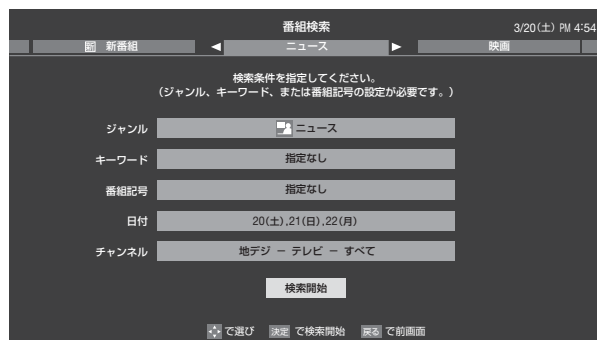 番組検索 3/20(土) PM 4:54
新 新番組 ◀ ニュース ▶ 映画
検索条件を指定してください。
(ジャンル、キーワード、または番組記号の設定が必要です。)
ジャンル ニュース
キーワード 指定なし
番組記号 指定なし
日付 20(土),21(日),22(月)
チャンネル 地デジ － テレビ － すべて
検索開始
で選び 決定 で検索開始 戻る で前画面